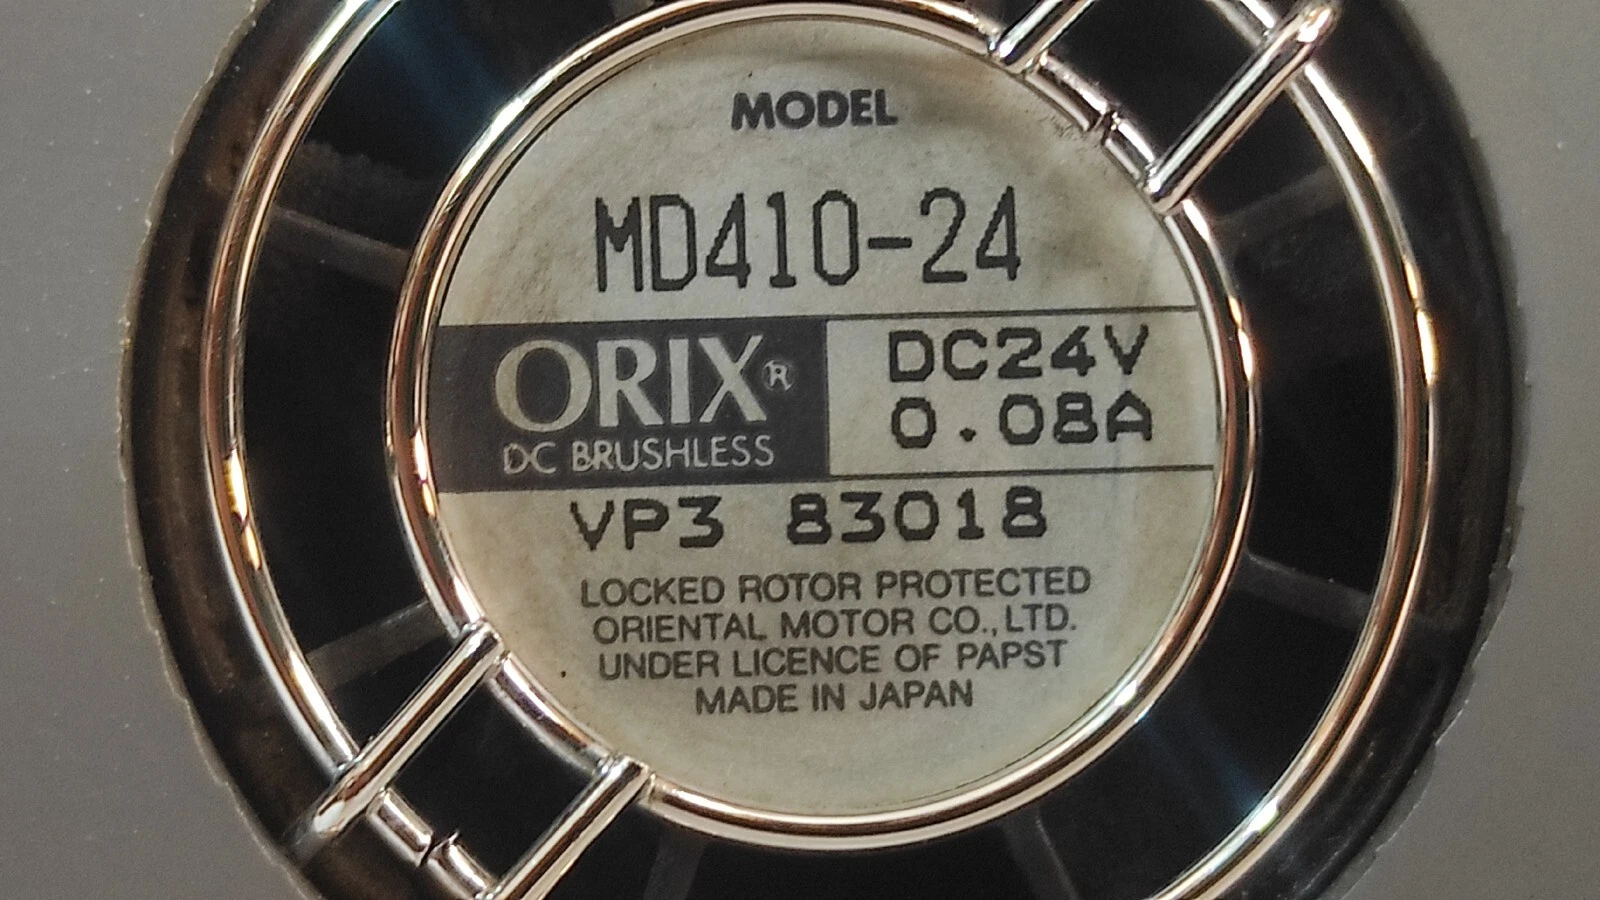 MODEL
MD410-24
ORIX®
DC BRUSHLESS
DC24V
0.08A
VP3 83018
LOCKED ROTOR PROTECTED
ORIENTAL MOTOR CO.,LTD.
UNDER LICENCE OF PAPST
MADE IN JAPAN